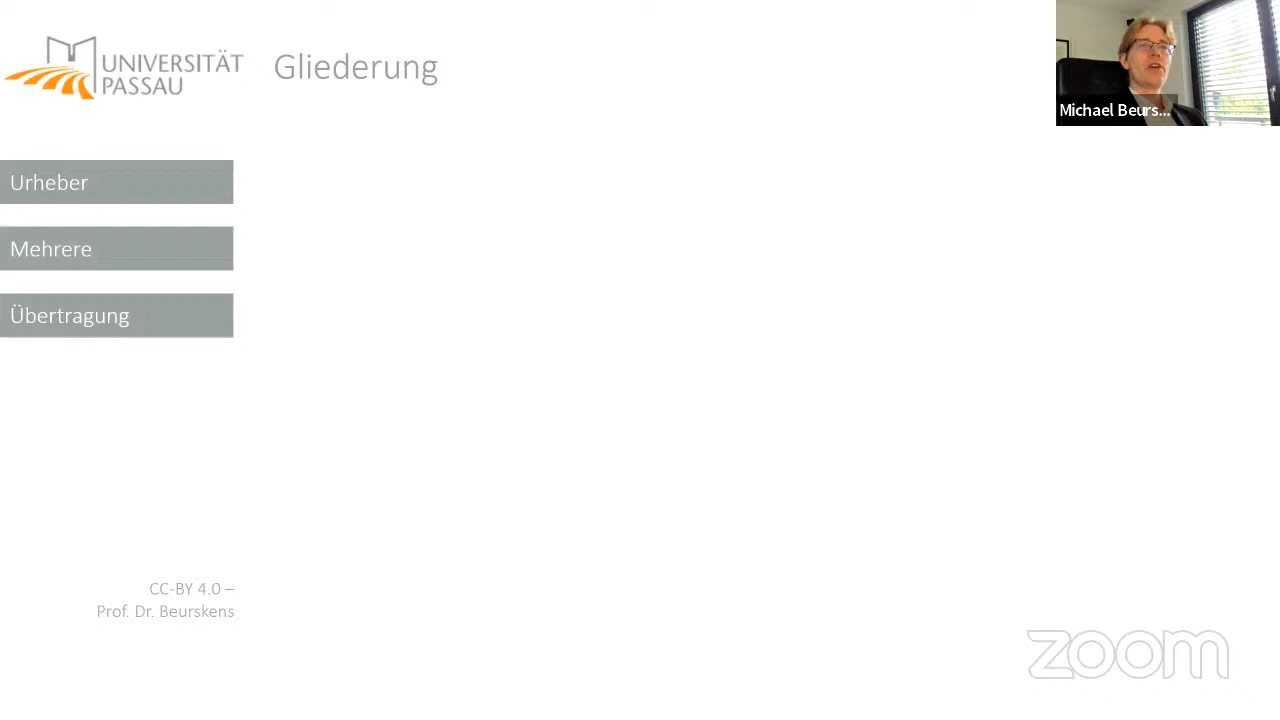 UNIVERSITÄT
PASSAU
Gliederung
Michael Beurs...
Urheber
Mehrere
Übertragung
CC-BY 4.0 –
Prof. Dr. Beurskens
zoom